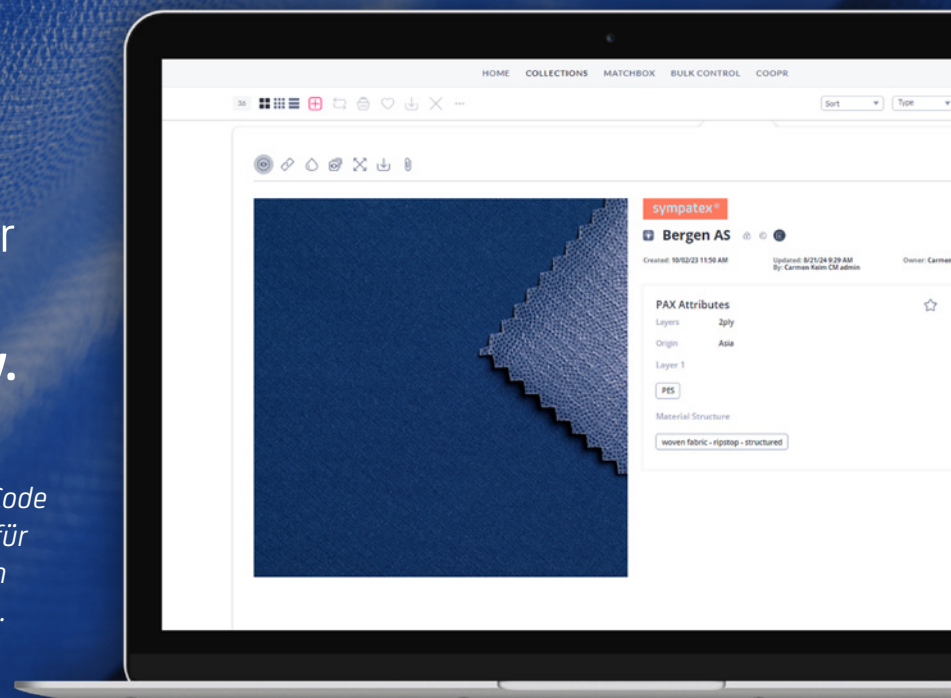 HOME COLLECTIONS MATCHBOX BULK CONTROL COOPR
36
Sort
Type
sympatex®
Bergen AS
Created: 10/02/23 11:50 AM
Updated: 8/21/24 9:29 AM
By: Carmen Keim CM admin
Owner: Carmen
PAX Attributes
Layers 2ply
Origin Asia
Layer 1
PES
Material Structure
woven fabric - ripstop - structured
r
.
Code
für
n
.